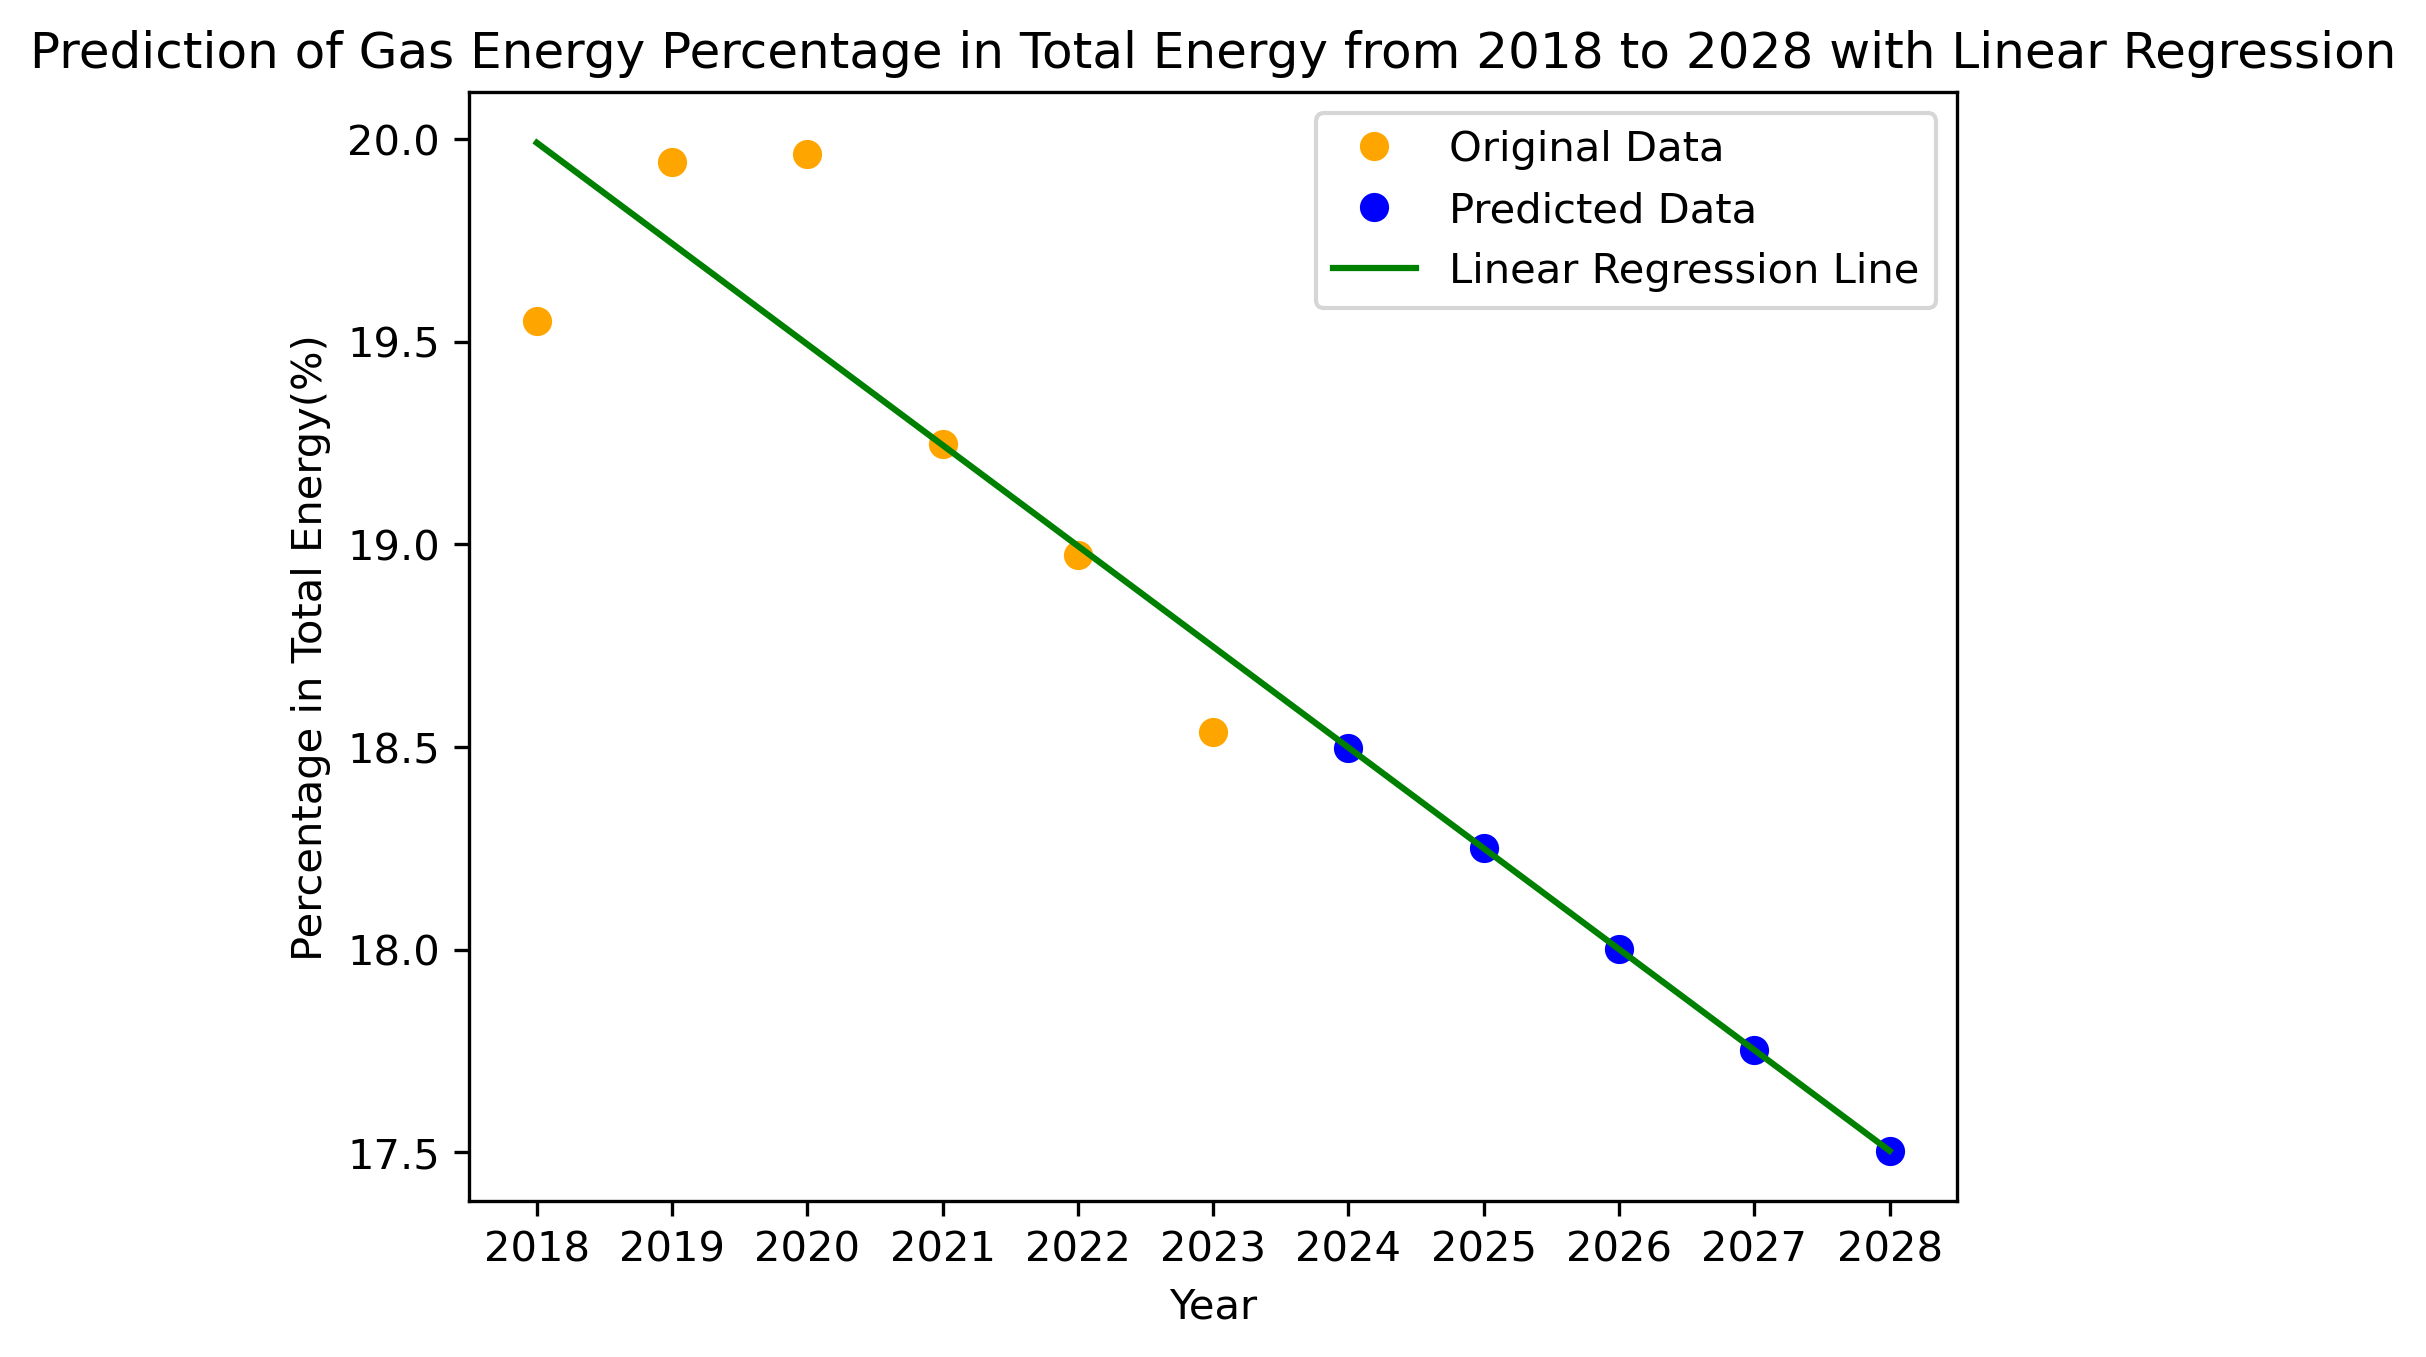 Prediction of Gas Energy Percentage in Total Energy from 2018 to 2028 with Linear Regression
Original Data
Predicted Data
Linear Regression Line
Percentage in Total Energy(%)
20.0
19.5
19.0
18.5
18.0
17.5
2018 2019 2020 2021 2022 2023 2024 2025 2026 2027 2028
Year